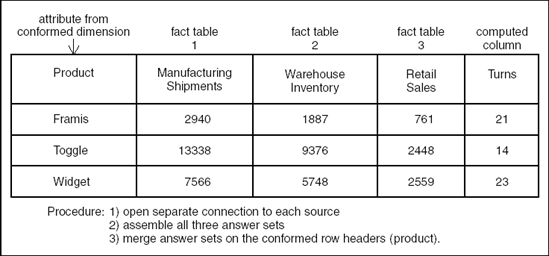 attribute from
conformed dimension
fact table
1
fact table
2
fact table
3
computed
column
Product
Manufacturing
Shipments
Warehouse
Inventory
Retail
Sales
Turns
Framis 2940 1887 761 21
Toggle 13338 9376 2448 14
Widget 7566 5748 2559 23
Procedure: 1) open separate connection to each source
2) assemble all three answer sets
3) merge answer sets on the conformed row headers (product).